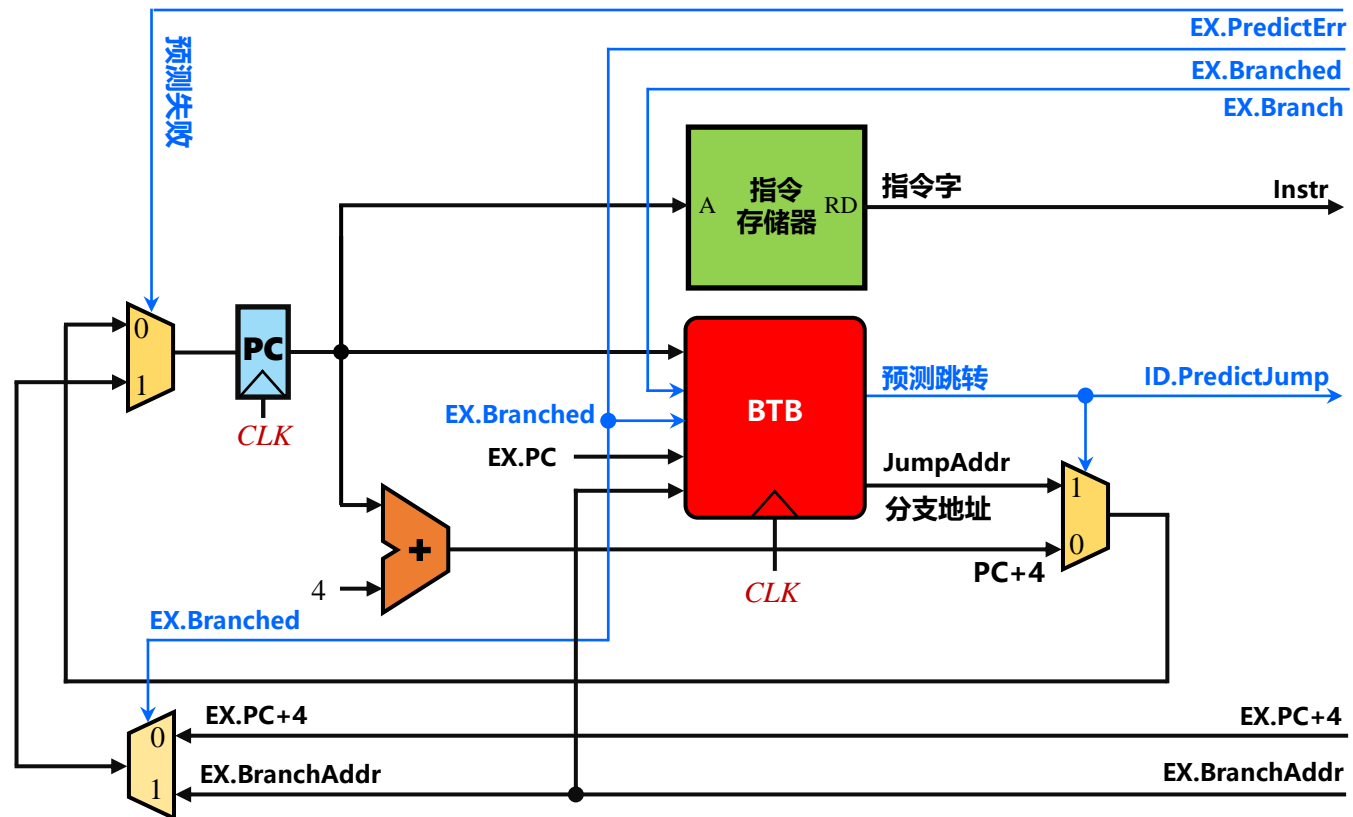 EX.PredictErr
EX.Branched
EX.Branch
预测失败
指令
存储器
A
RD
指令字
Instr
0
1
PC
CLK
BTB
预测跳转
ID.PredictJump
EX.Branched
EX.PC
JumpAddr
分支地址
1
0
+
4
PC+4
CLK
EX.Branched
EX.PC+4
EX.PC+4
0
1
EX.BranchAddr
EX.BranchAddr